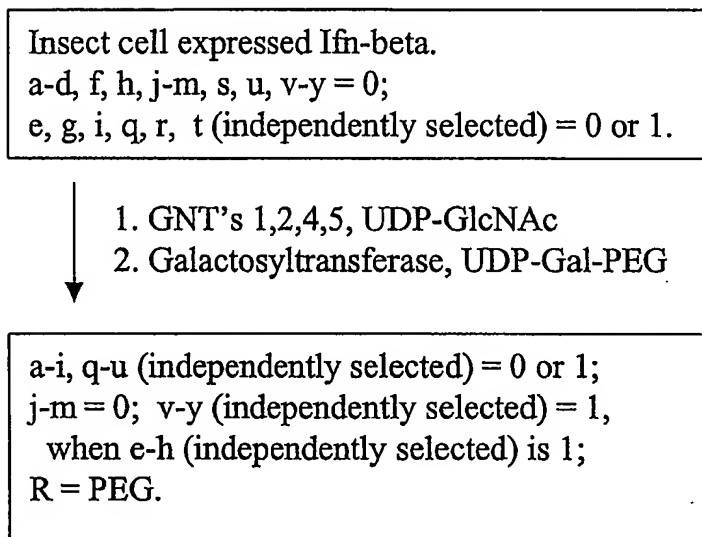 Insect cell expressed Ifn-beta.
a-d, f, h, j-m, s, u, v-y = 0;
e, g, i, q, r, t (independently selected) = 0 or 1.
1. GNT's 1,2,4,5, UDP-GlcNAc
2. Galactosyltransferase, UDP-Gal-PEG
a-i, q-u (independently selected) = 0 or 1;
j-m = 0; v-y (independently selected) = 1,
when e-h (independently selected) is 1;
R = PEG.